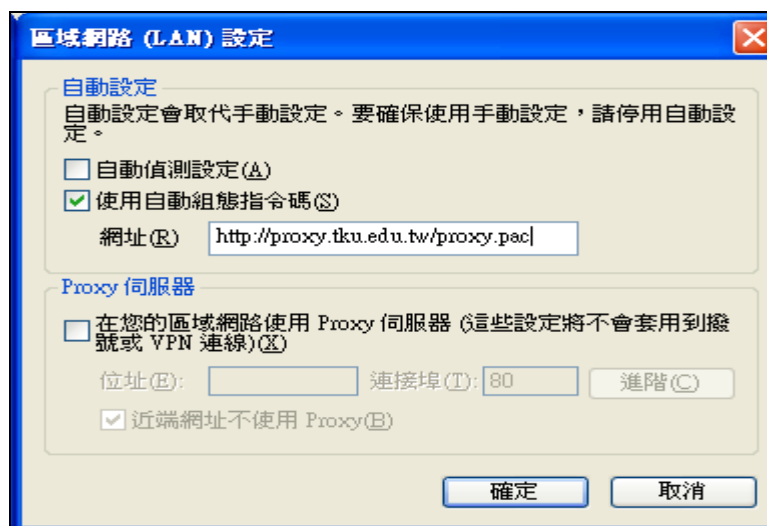 區域網路 (LAN) 設定
自動設定
自動設定會取代手動設定。要確保使用手動設定，請停用自動設
定。
自動偵測設定(A)
使用自動組態指令碼(S)
網址(R) http://proxy.tku.edu.tw/proxy.pac
Proxy 伺服器
在您的區域網路使用 Proxy 伺服器 (這些設定將不會套用到撥
號或 VPN 連線)(X)
位址(E): 連接埠(T): 80 進階(C)
近端網址不使用 Proxy(B)
確定 取消